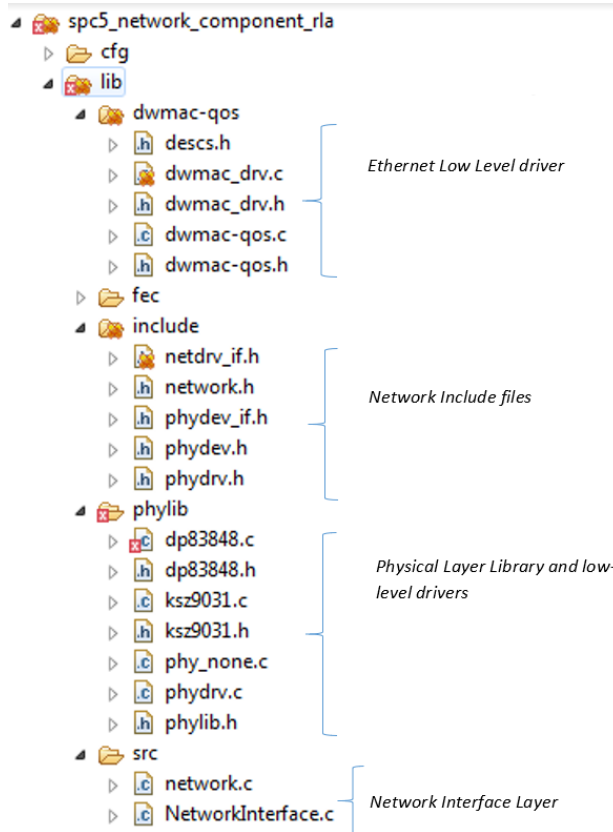 spc5_network_component_rla
cfg
lib
dwmac-qos
descs.h
Ethernet Low Level driver
dwmac_drv.c
dwmac_drv.h
dwmac-qos.c
dwmac-qos.h
fec
include
netdrv_if.h
network.h
Network Include files
phydev_if.h
phydev.h
phydrv.h
phylib
dp83848.c
dp83848.h
Physical Layer Library and low-
level drivers
ksz9031.c
ksz9031.h
phy_none.c
phydrv.c
phylib.h
src
network.c
Network Interface Layer
NetworkInterface.c